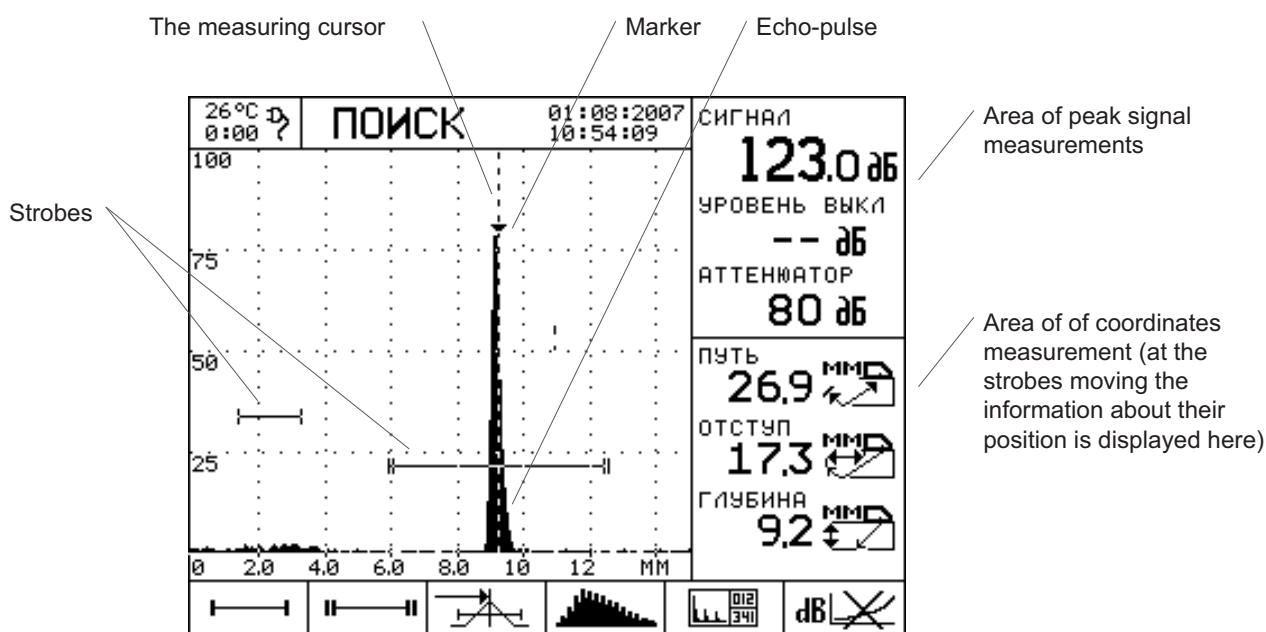 The measuring cursor
Marker
Echo-pulse
Strobes
26°C
0:00
ПОИСК
01:08:2007
10:54:09
100
75
50
25
0 2.0 4.0 6.0 8.0 10 12 ММ
СИГНАЛ
123.0 дБ
УРОВЕНЬ ВЫКЛ
-- дБ
АТТЕНЮАТОР
80 дБ
ПУТЬ
26,9 ММ
ОТСТУП
17,3 ММ
ГЛУБИНА
9,2 ММ
012
341
dB
Area of peak signal
measurements
Area of of coordinates
measurement (at the
strobes moving the
information about their
position is displayed here)